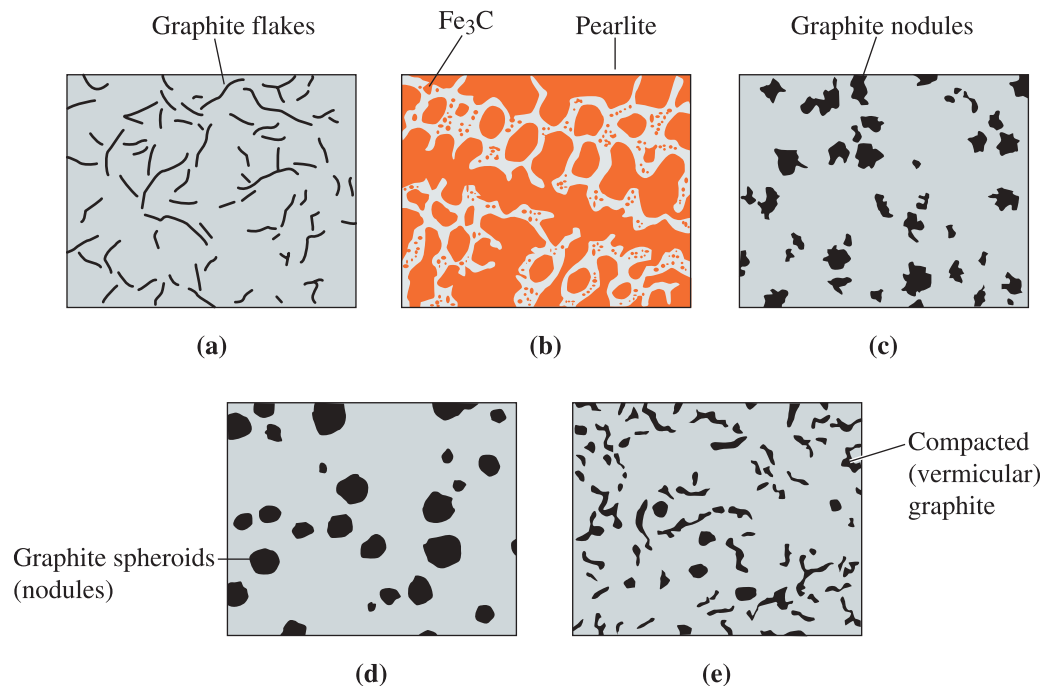 Graphite flakes
Fe₃C
Pearlite
Graphite nodules
(a)
(b)
(c)
Compacted
(vermicular)
graphite
Graphite spheroids
(nodules)
(d)
(e)